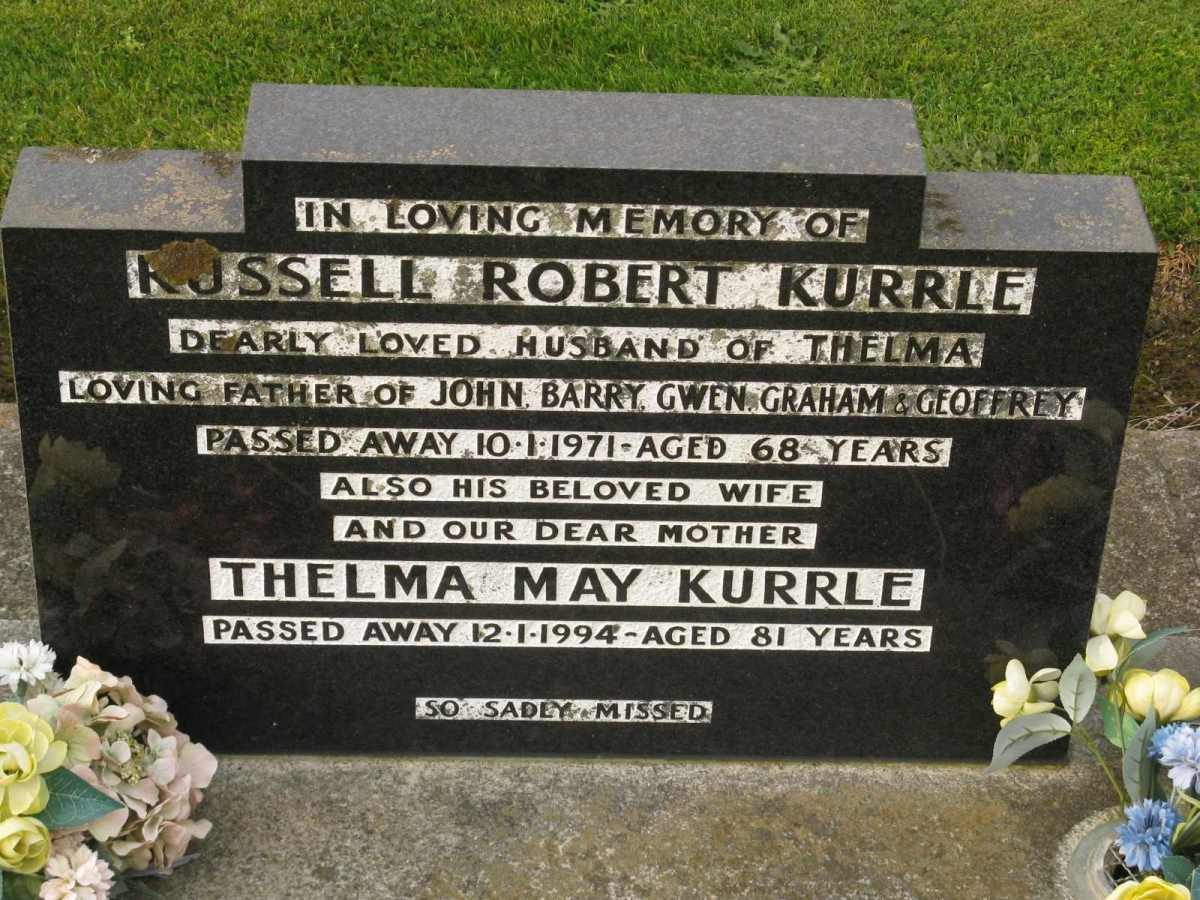 IN LOVING MEMORY OF
RUSSELL ROBERT KURRLE
DEARLY LOVED HUSBAND OF THELMA
LOVING FATHER OF JOHN, BARRY, GWEN, GRAHAM & GEOFFREY
PASSED AWAY 10·1·1971-AGED 68 YEARS
ALSO HIS BELOVED WIFE
AND OUR DEAR MOTHER
THELMA MAY KURRLE
PASSED AWAY 12·1·1994-AGED 81 YEARS
SO SADLY MISSED